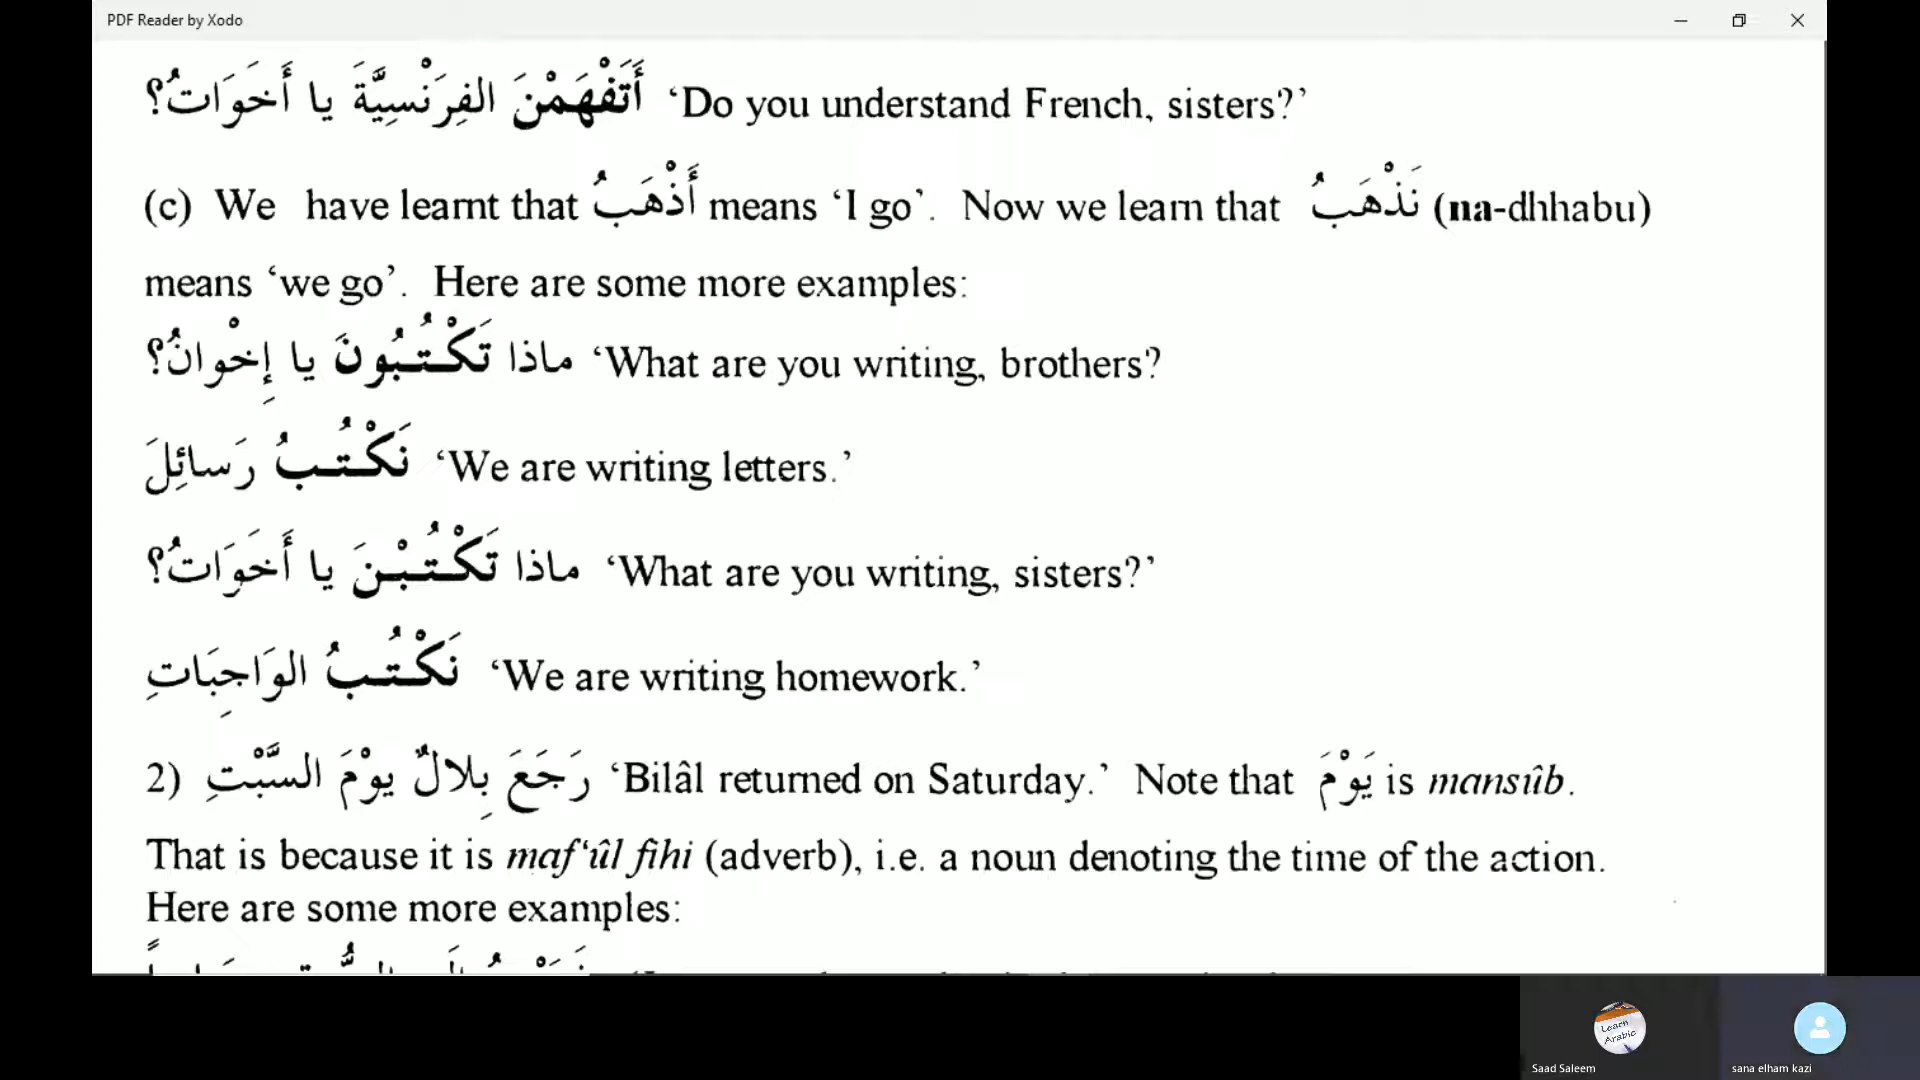 PDF Reader by Xodo
أَتَفْهَمْنَ الفِرَنْسِيَّةَ يا أَخَوَاتُ؟ ‘Do you understand French, sisters?’
(c) We have learnt that أَذْهَبُ means ‘I go’. Now we learn that نَذْهَبُ (na-dhhabu)
means ‘we go’. Here are some more examples:
ماذا تَكْتُبُونَ يا إِخْوانُ؟ ‘What are you writing, brothers?
نَكْتُبُ رَسائِلَ ‘We are writing letters.’
ماذا تَكْتُبْنَ يا أَخَوَاتُ؟ ‘What are you writing, sisters?’
نَكْتُبُ الوَاجِبَاتِ ‘We are writing homework.’
2) رَجَعَ بِلالٌ يوْمَ السَّبْتِ ‘Bilâl returned on Saturday.’ Note that يَوْمَ is mansûb.
That is because it is maf‘ûl fihi (adverb), i.e. a noun denoting the time of the action.
Here are some more examples:
Learn Arabic
Saad Saleem
sana elham kazi